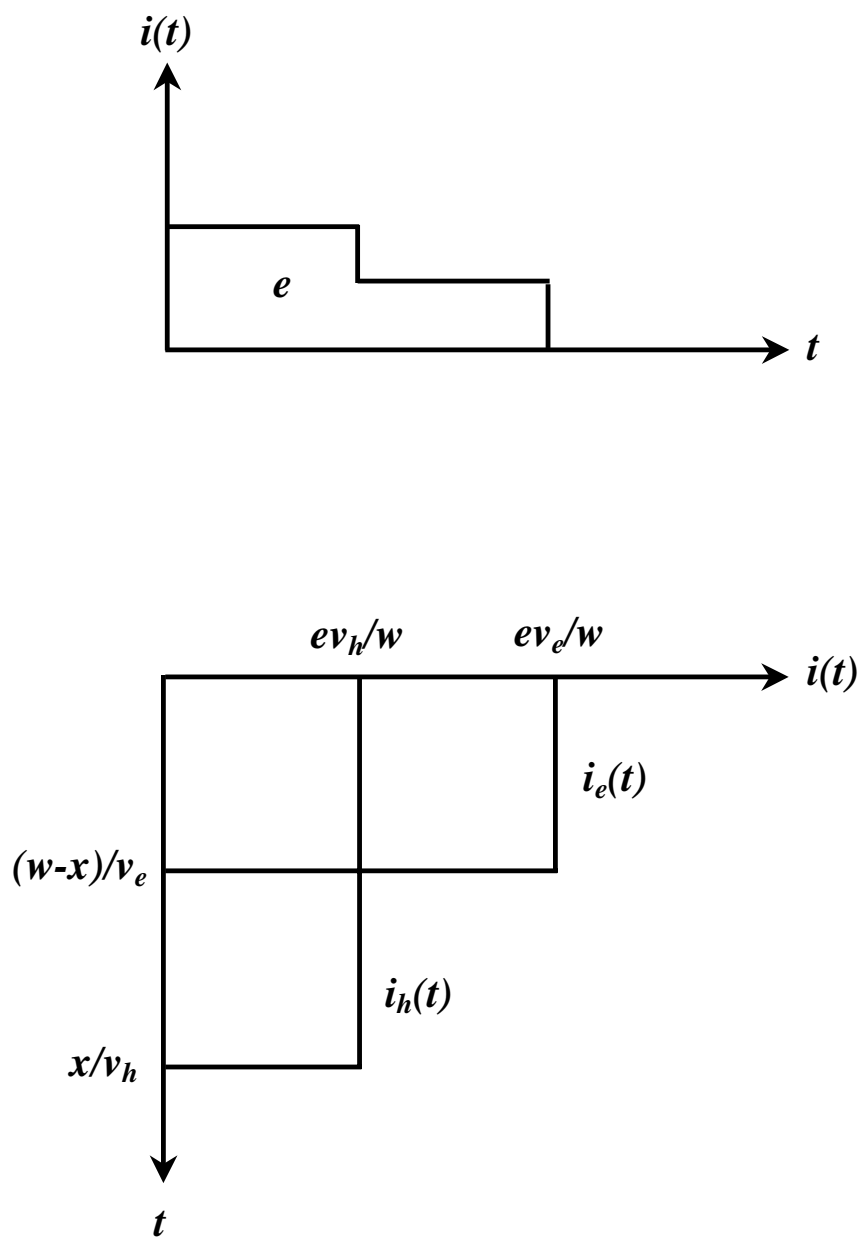 i(t)
e
t
ev_h/w
ev_e/w
i(t)
i_e(t)
(w-x)/v_e
i_h(t)
x/v_h
t